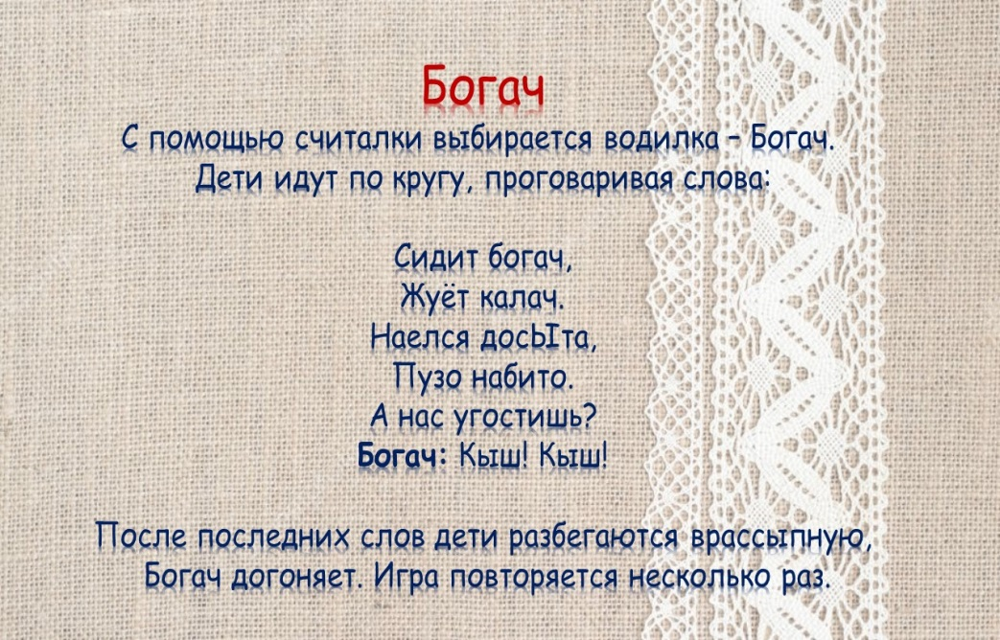 Богач
С помощью считалки выбирается водилка – Богач.
Дети идут по кругу, проговаривая слова:
Сидит богач,
Жуёт калач.
Наелся досЫта,
Пузо набито.
А нас угостишь?
Богач: Кыш! Кыш!
После последних слов дети разбегаются врассыпную,
Богач догоняет. Игра повторяется несколько раз.